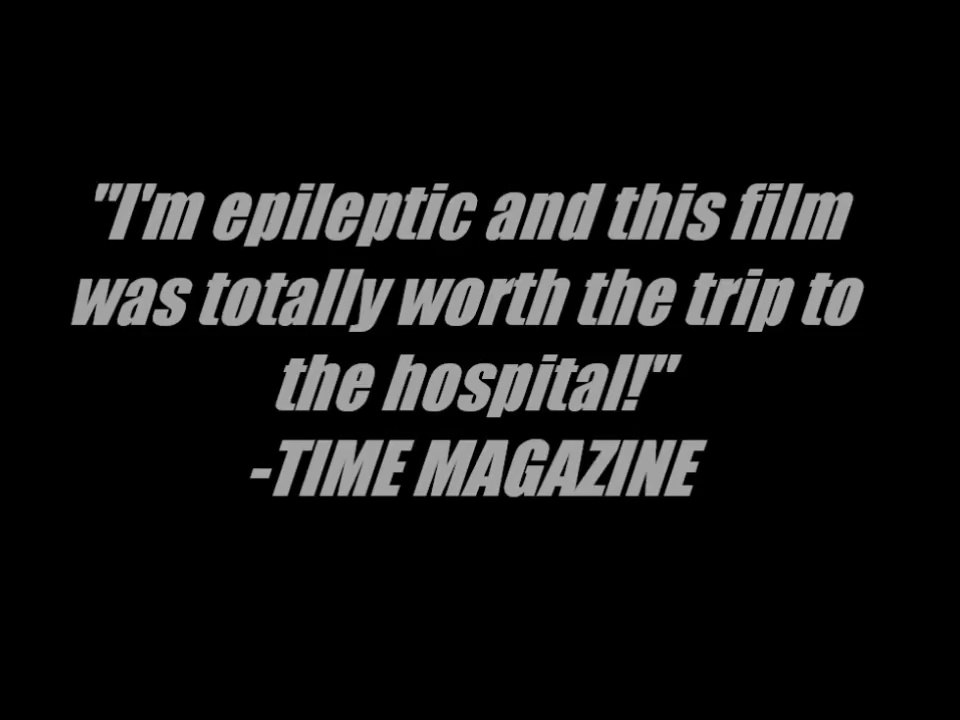 "I'm epileptic and this film
was totally worth the trip to
the hospital!"
-TIME MAGAZINE